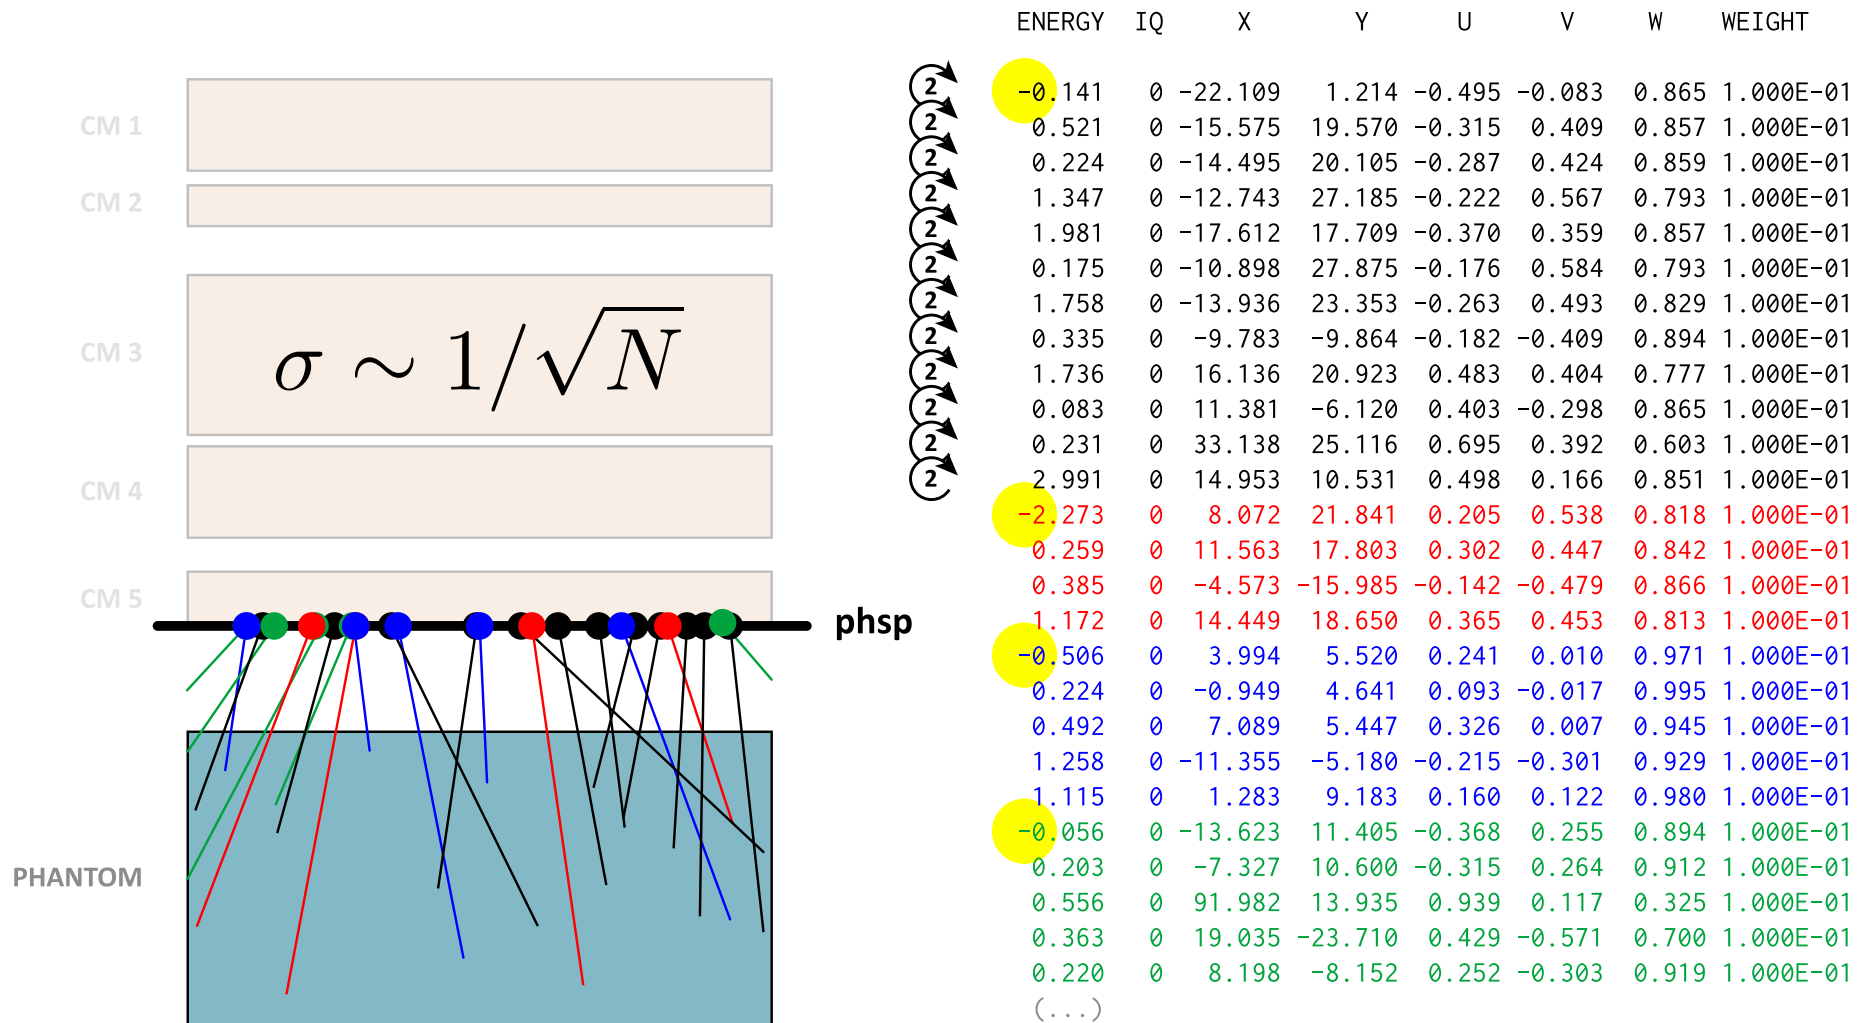 ENERGY IQ X Y U V W WEIGHT
2 -0.141 0 -22.109 1.214 -0.495 -0.083 0.865 1.000E-01
2 0.521 0 -15.575 19.570 -0.315 0.409 0.857 1.000E-01
2 0.224 0 -14.495 20.105 -0.287 0.424 0.859 1.000E-01
2 1.347 0 -12.743 27.185 -0.222 0.567 0.793 1.000E-01
2 1.981 0 -17.612 17.709 -0.370 0.359 0.857 1.000E-01
2 0.175 0 -10.898 27.875 -0.176 0.584 0.793 1.000E-01
2 1.758 0 -13.936 23.353 -0.263 0.493 0.829 1.000E-01
2 0.335 0 -9.783 -9.864 -0.182 -0.409 0.894 1.000E-01
2 1.736 0 16.136 20.923 0.483 0.404 0.777 1.000E-01
2 0.083 0 11.381 -6.120 0.403 -0.298 0.865 1.000E-01
2 0.231 0 33.138 25.116 0.695 0.392 0.603 1.000E-01
2 2.991 0 14.953 10.531 0.498 0.166 0.851 1.000E-01
-2.273 0 8.072 21.841 0.205 0.538 0.818 1.000E-01
0.259 0 11.563 17.803 0.302 0.447 0.842 1.000E-01
0.385 0 -4.573 -15.985 -0.142 -0.479 0.866 1.000E-01
1.172 0 14.449 18.650 0.365 0.453 0.813 1.000E-01
-0.506 0 3.994 5.520 0.241 0.010 0.971 1.000E-01
0.224 0 -0.949 4.641 0.093 -0.017 0.995 1.000E-01
0.492 0 7.089 5.447 0.326 0.007 0.945 1.000E-01
1.258 0 -11.355 -5.180 -0.215 -0.301 0.929 1.000E-01
1.115 0 1.283 9.183 0.160 0.122 0.980 1.000E-01
-0.056 0 -13.623 11.405 -0.368 0.255 0.894 1.000E-01
0.203 0 -7.327 10.600 -0.315 0.264 0.912 1.000E-01
0.556 0 91.982 13.935 0.939 0.117 0.325 1.000E-01
0.363 0 19.035 -23.710 0.429 -0.571 0.700 1.000E-01
0.220 0 8.198 -8.152 0.252 -0.303 0.919 1.000E-01
(...)
CM 1
CM 2
CM 3
σ ∼ 1/√N
CM 4
CM 5
phsp
PHANTOM